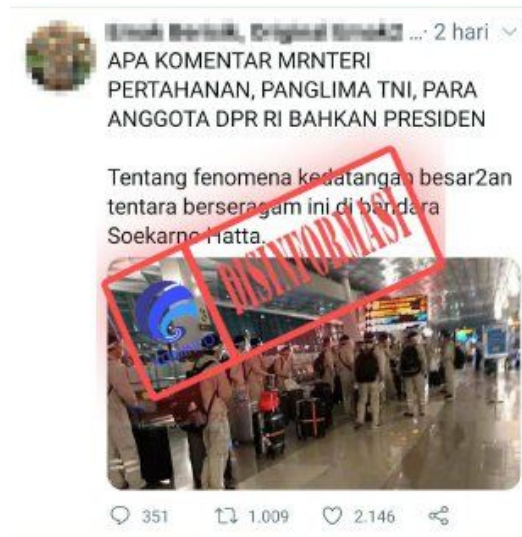 ...· 2 hari
APA KOMENTAR MRNTERI
PERTAHANAN, PANGLIMA TNI, PARA
ANGGOTA DPR RI BAHKAN PRESIDEN
Tentang fenomena kedatangan besar2an
tentara berseragam ini di bandara
Soekarno Hatta.
DISINFORMASI
KOMINFO
351
1.009
2.146